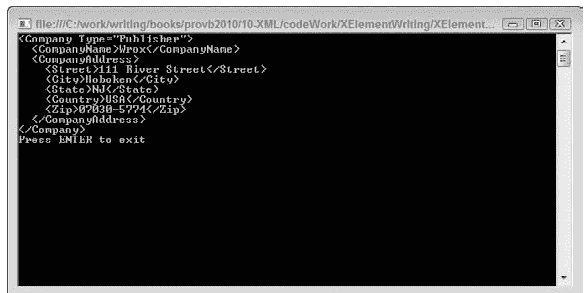 file:///C:/work/writing/books/provb2010/10-XML/codeWork/XElementWriting/XElement...
<Company Type="Publisher">
  <CompanyName>Wrox</CompanyName>
  <CompanyAddress>
    <Street>111 River Street</Street>
    <City>Hoboken</City>
    <State>NJ</State>
    <Country>USA</Country>
    <Zip>07030-5774</Zip>
  </CompanyAddress>
</Company>
Press ENTER to exit